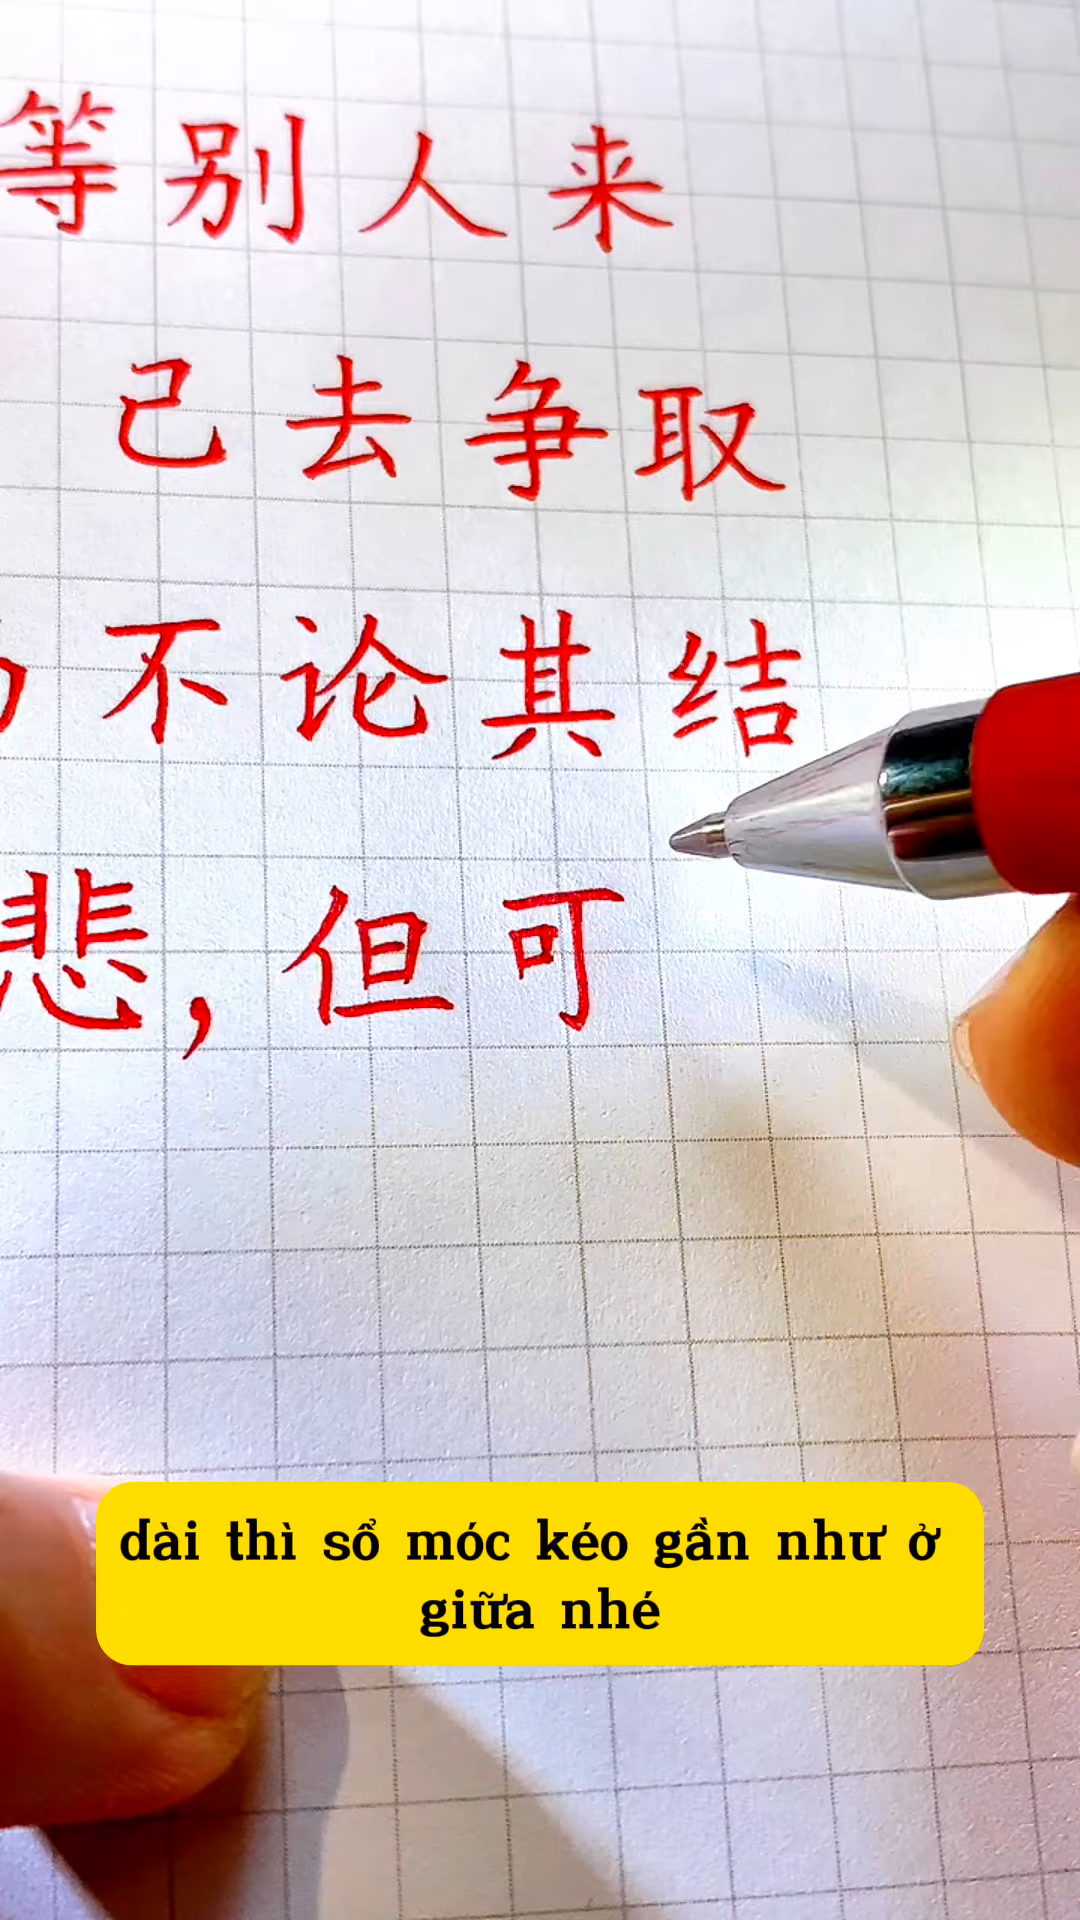 等别人来
己去争取
不论其结
悲,但可
dài thì sổ móc kéo gần như ở
giữa nhé